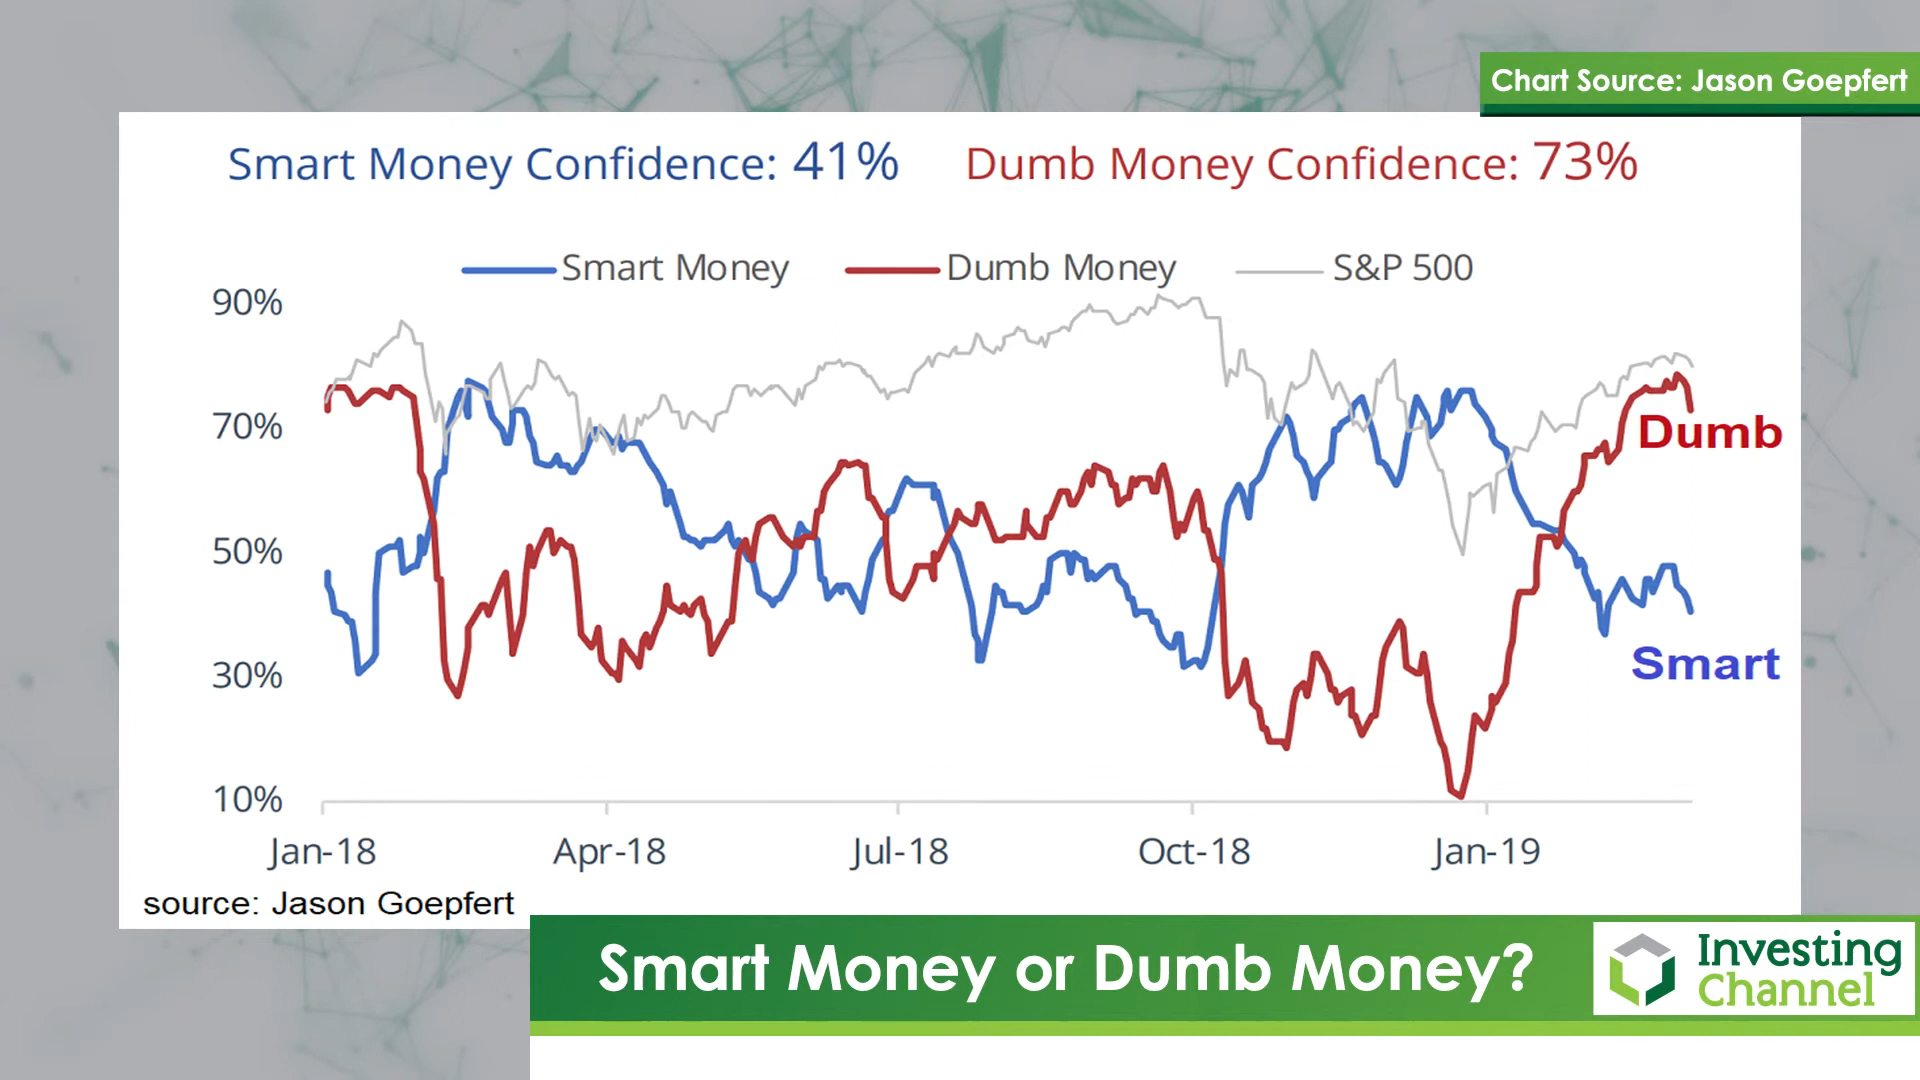 Chart Source: Jason Goepfert
Smart Money Confidence: 41% Dumb Money Confidence: 73%
Smart Money Dumb Money S&P 500
90%
70%
50%
30%
10%
Dumb
Smart
Jan-18 Apr-18 Jul-18 Oct-18 Jan-19
source: Jason Goepfert
Smart Money or Dumb Money?
Investing
Channel